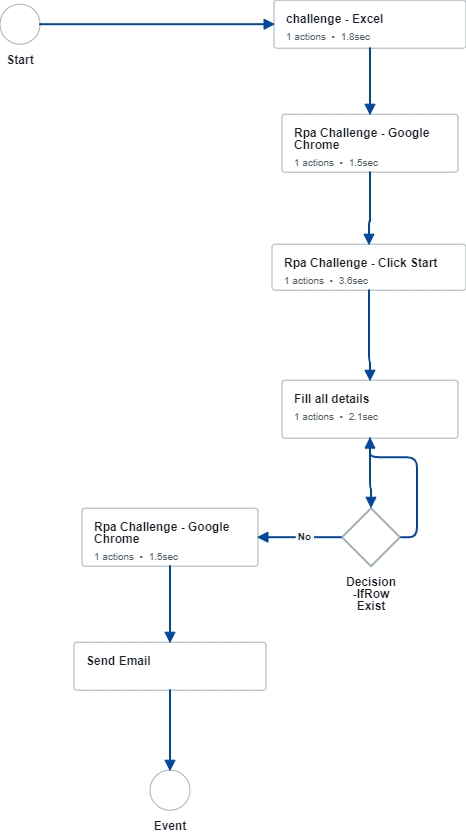 Start
challenge - Excel
1 actions • 1.8sec
Rpa Challenge - Google
Chrome
1 actions • 1.5sec
Rpa Challenge - Click Start
1 actions • 3.6sec
Fill all details
1 actions • 2.1sec
Decision
-IfRow
Exist
No
Rpa Challenge - Google
Chrome
1 actions • 1.5sec
Send Email
Event